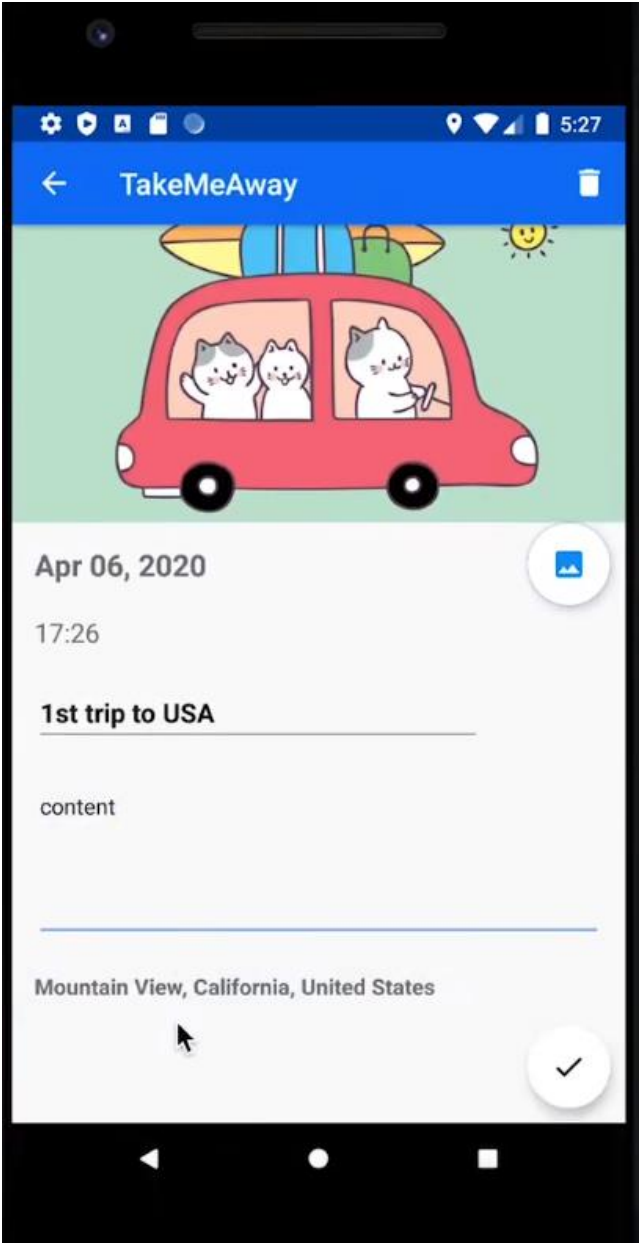 5:27
TakeMeAway
Apr 06, 2020
17:26
1st trip to USA
content
Mountain View, California, United States